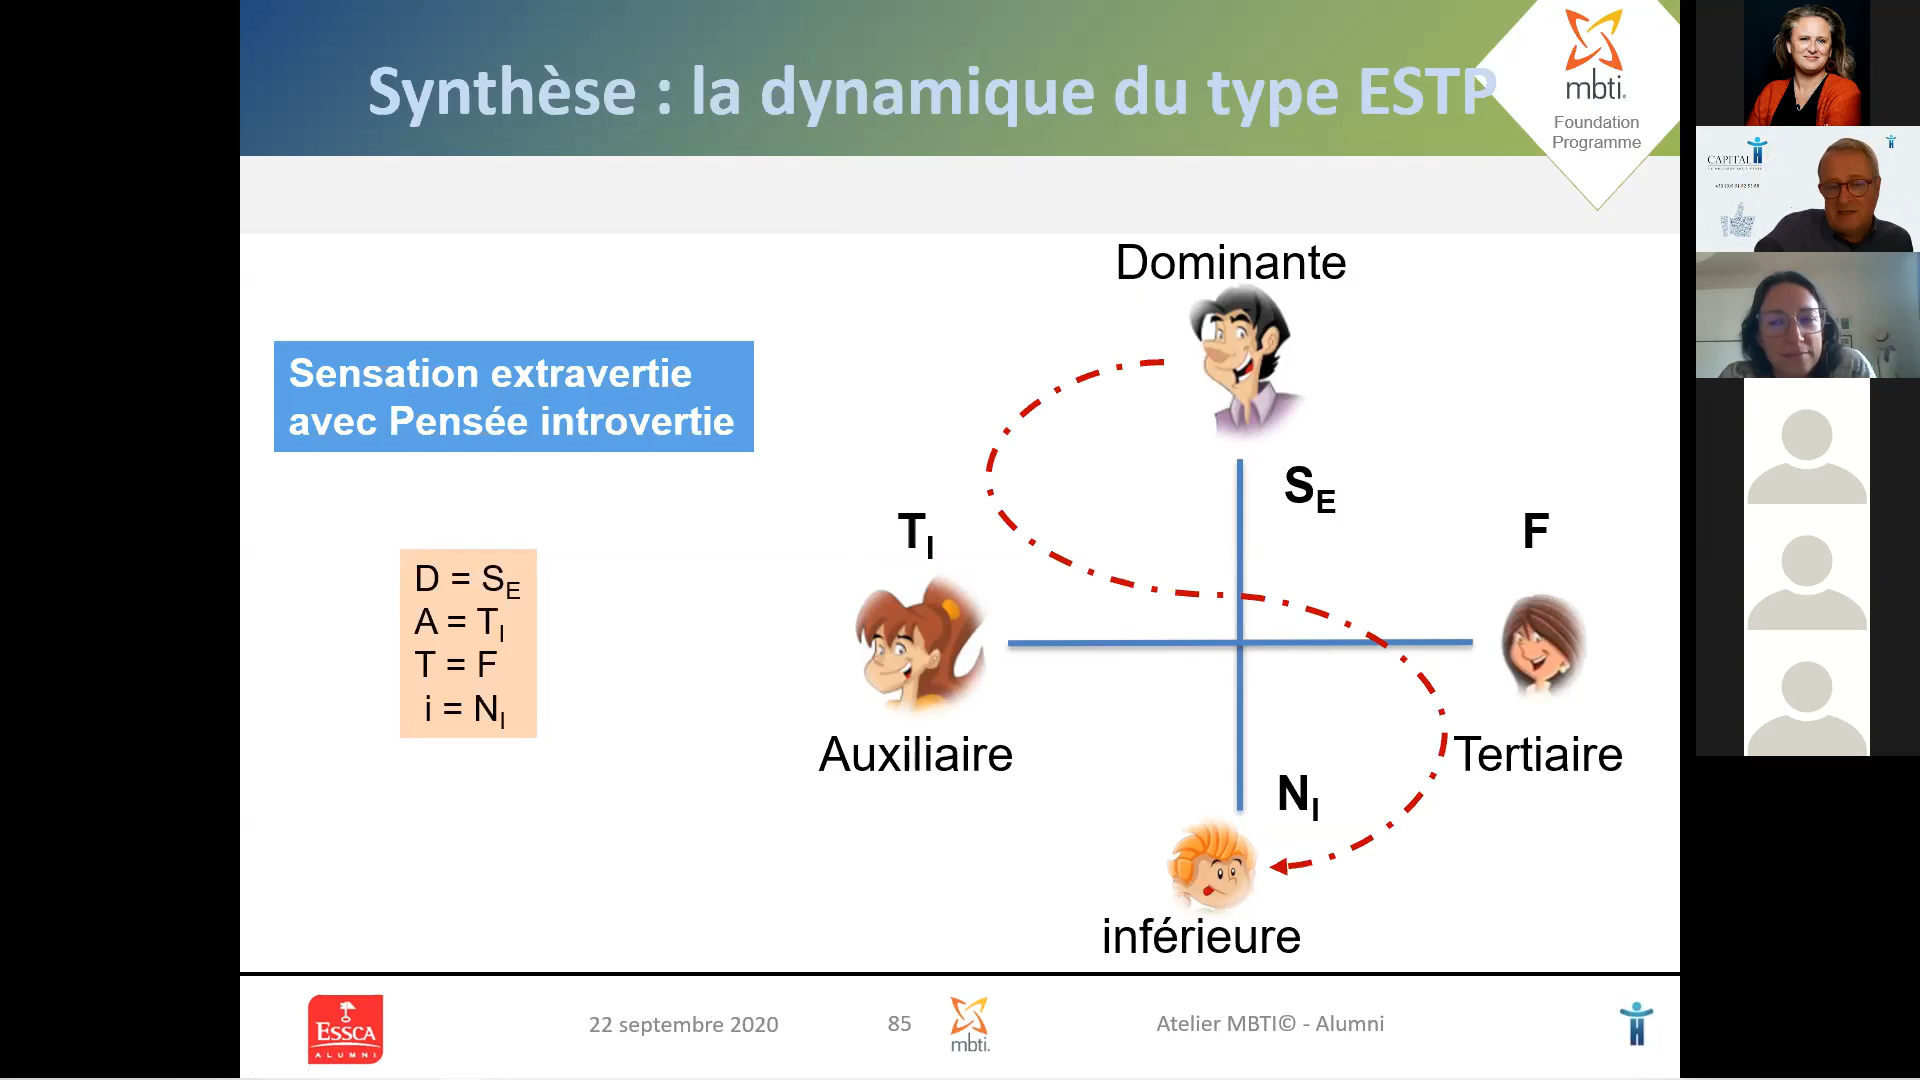 Synthèse : la dynamique du type ESTP
mbti.
Foundation
Programme
Dominante
Sensation extravertie
avec Pensée introvertie
SE
TI
F
D = SE
A = TI
T = F
i = NI
Auxiliaire
Tertiaire
NI
inférieure
ESSCA
ALUMNI
22 septembre 2020
85
mbti.
Atelier MBTI© - Alumni
H
CAPITAL H